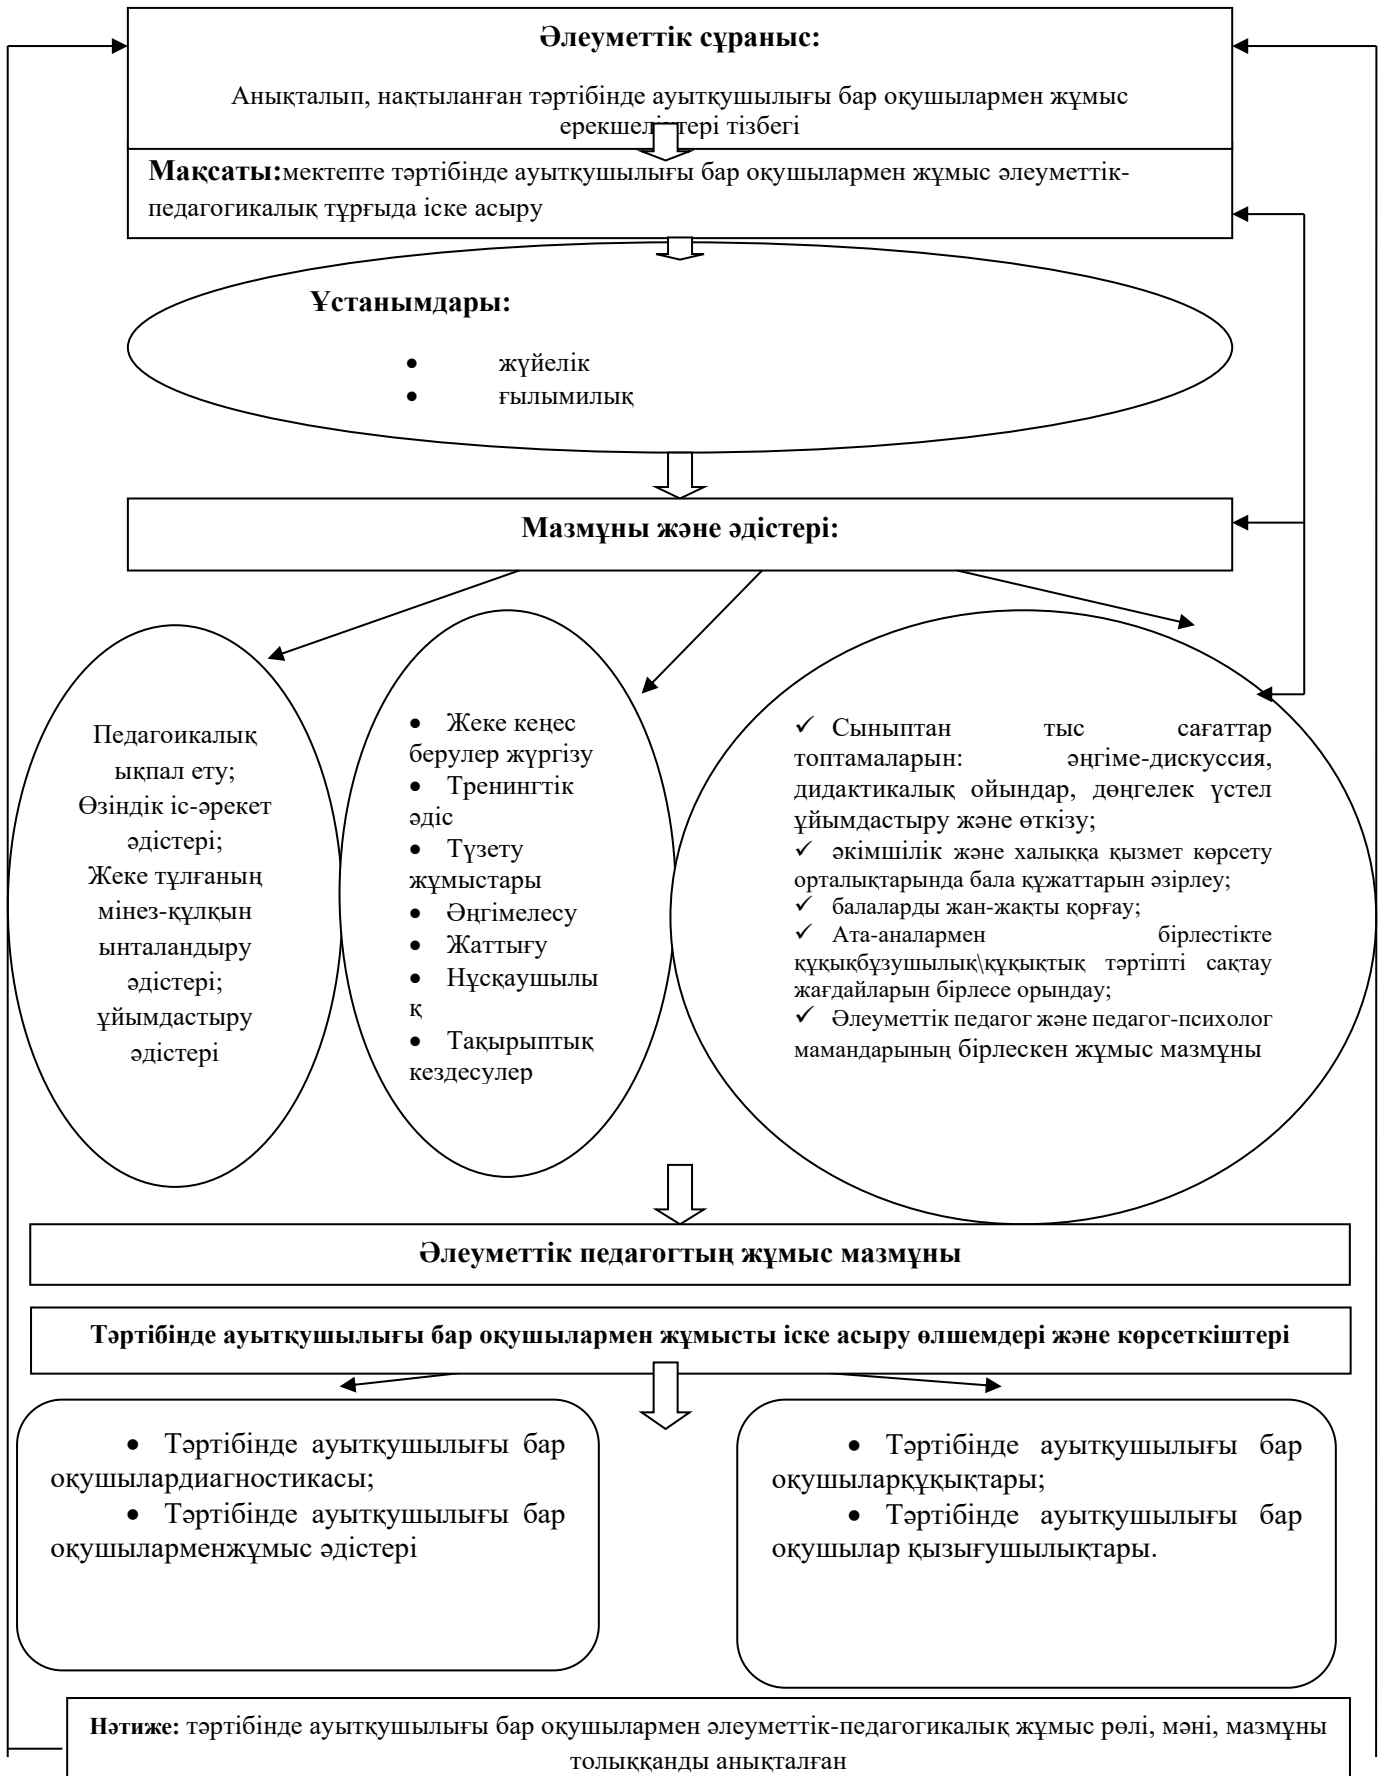 Әлеуметтік сұраныс:
Анықталып, нақтыланған тәртібінде ауытқушылығы бар оқушылармен жұмыс
ерекшеліктері тізбегі
Мақсаты:мектепте тәртібінде ауытқушылығы бар оқушылармен жұмыс әлеуметтік-
педагогикалық тұрғыда іске асыру
Ұстанымдары:
• жүйелік
• ғылымилық
Мазмұны және әдістері:
Педагоикалық
ықпал ету;
Өзіндік іс-әрекет
әдістері;
Жеке тұлғаның
мінез-құлқын
ынталандыру
әдістері;
ұйымдастыру
әдістері
• Жеке кеңес
берулер жүргізу
• Тренингтік
әдіс
• Түзету
жұмыстары
• Әңгімелесу
• Жаттығу
• Нұсқаушылы
қ
• Тақырыптық
кездесулер
✓ Сыныптан тыс сағаттар
топтамаларын: әңгіме-дискуссия,
дидактикалық ойындар, дөңгелек үстел
ұйымдастыру және өткізу;
✓ әкімшілік және халыққа қызмет көрсету
орталықтарында бала құжаттарын әзірлеу;
✓ балаларды жан-жақты қорғау;
✓ Ата-аналармен бірлестікте
құқықбұзушылық\құқықтық тәртіпті сақтау
жағдайларын бірлесе орындау;
✓ Әлеуметтік педагог және педагог-психолог
мамандарының бірлескен жұмыс мазмұны
Әлеуметтік педагогтың жұмыс мазмұны
Тәртібінде ауытқушылығы бар оқушылармен жұмысты іске асыру өлшемдері және көрсеткіштері
• Тәртібінде ауытқушылығы бар
оқушылардиагностикасы;
• Тәртібінде ауытқушылығы бар
оқушыларменжұмыс әдістері
• Тәртібінде ауытқушылығы бар
оқушыларқұқықтары;
• Тәртібінде ауытқушылығы бар
оқушылар қызығушылықтары.
Нәтиже: тәртібінде ауытқушылығы бар оқушылармен әлеуметтік-педагогикалық жұмыс рөлі, мәні, мазмұны
толыққанды анықталған